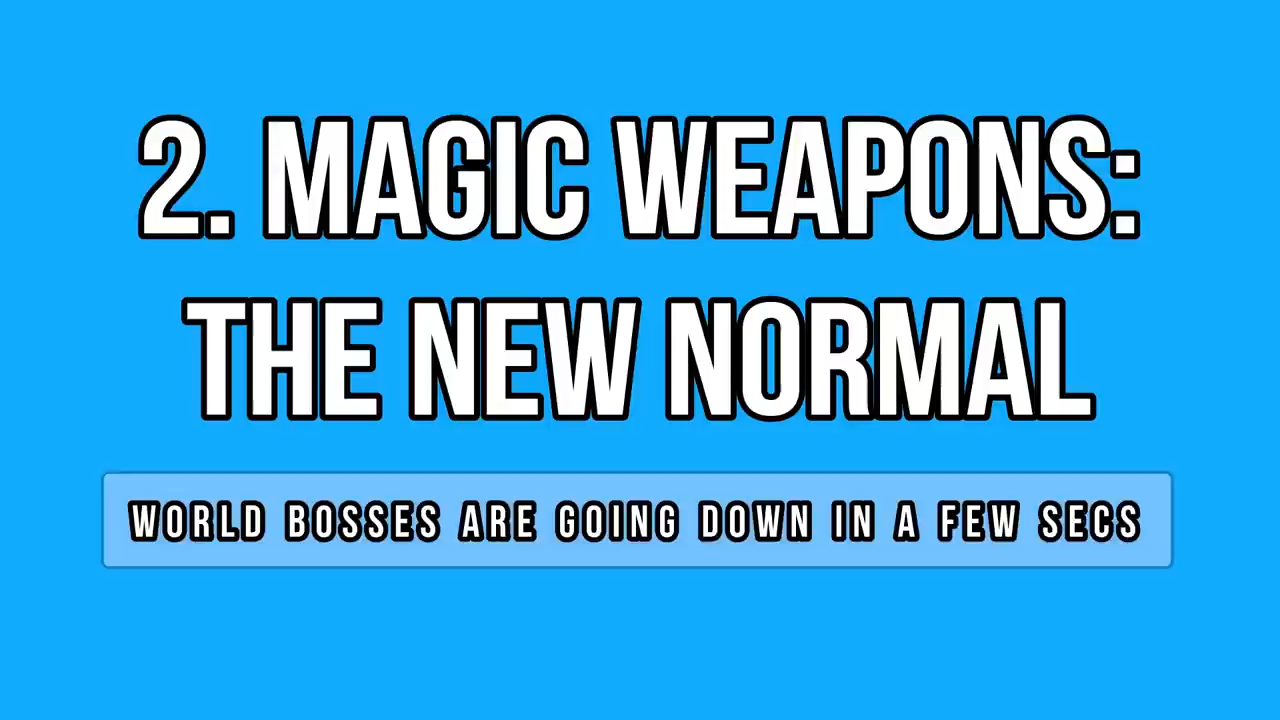 2. MAGIC WEAPONS:
THE NEW NORMAL
WORLD BOSSES ARE GOING DOWN IN A FEW SECS